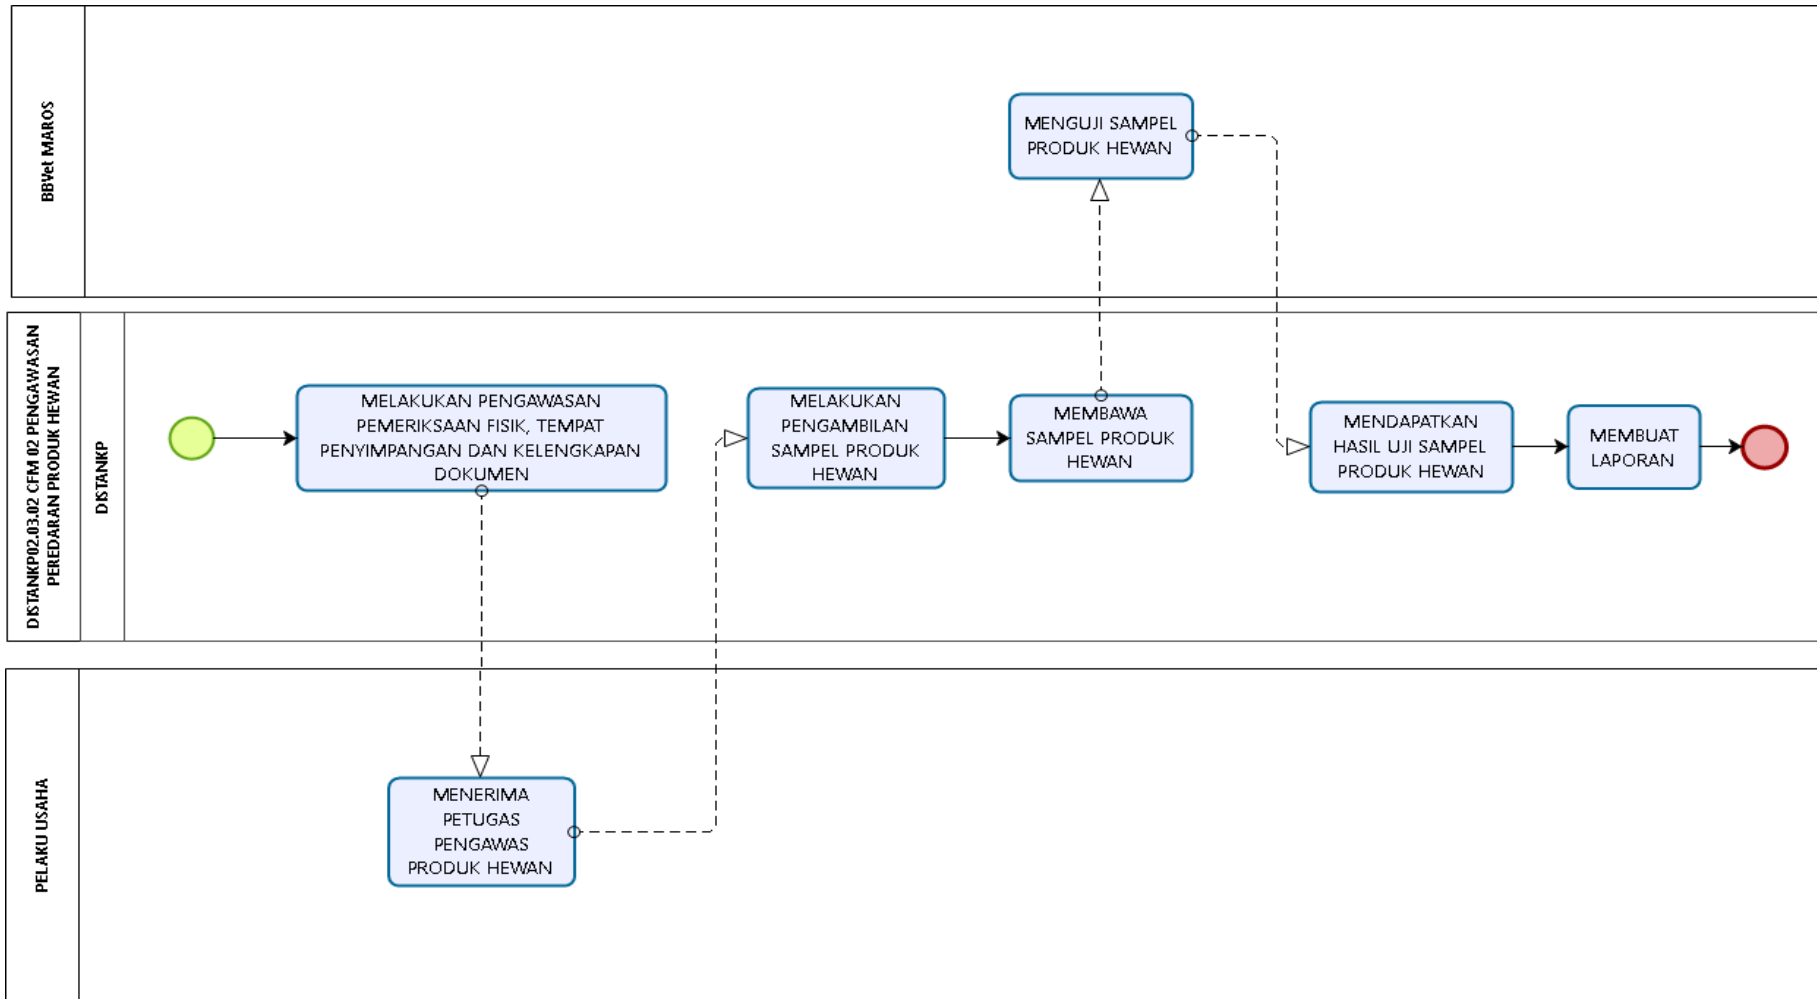 BBVet MAROS
MENGUJI SAMPEL
PRODUK HEWAN
DISTANKP02.03.02 CFM 02 PENGAWASAN
PEREDARAN PRODUK HEWAN
DISTANKP
MELAKUKAN PENGAWASAN
PEMERIKSAAN FISIK, TEMPAT
PENYIMPANGAN DAN KELENGKAPAN
DOKUMEN
MELAKUKAN
PENGAMBILAN
SAMPEL PRODUK
HEWAN
MEMBAWA
SAMPEL PRODUK
HEWAN
MENDAPATKAN
HASIL UJI SAMPEL
PRODUK HEWAN
MEMBUAT
LAPORAN
PELAKU USAHA
MENERIMA
PETUGAS
PENGAWAS
PRODUK HEWAN